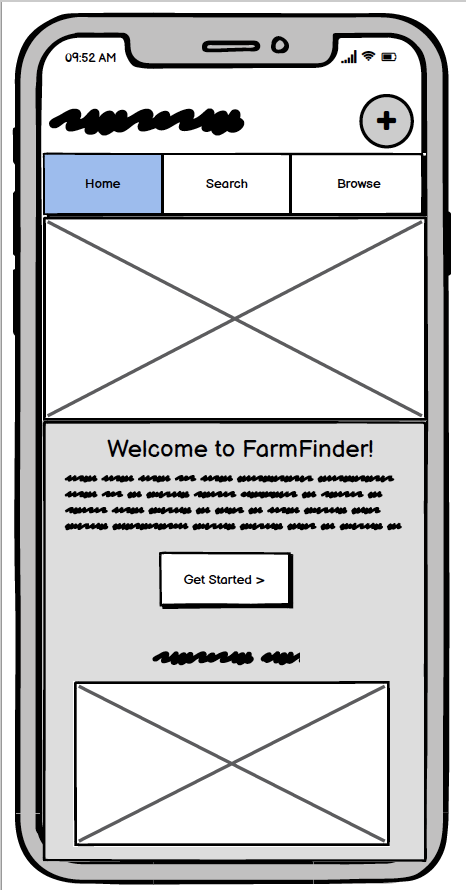 09:52 AM
Home Search Browse
Welcome to FarmFinder!
Get Started >